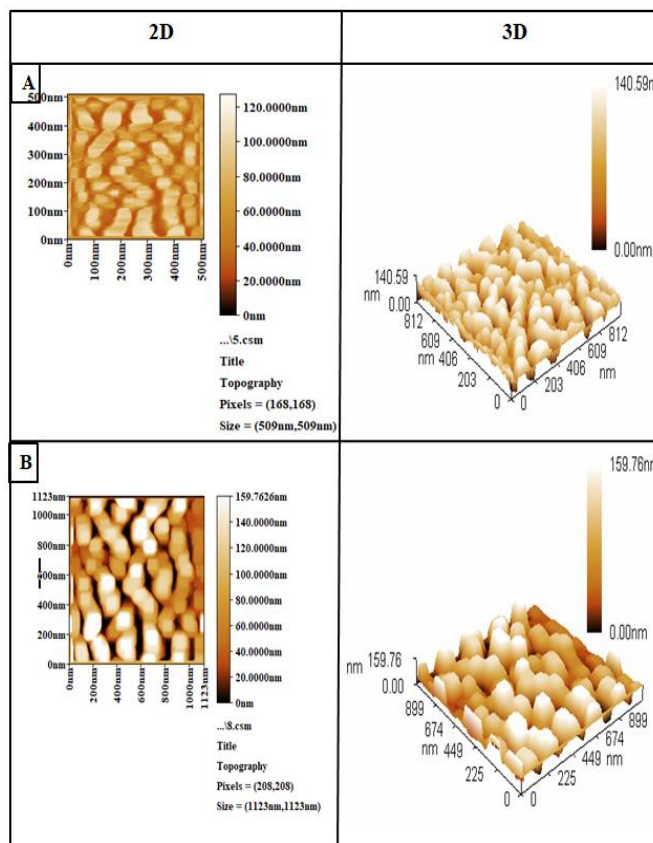 2D
3D
A
500nm
400nm
300nm
200nm
100nm
0nm
0nm
100nm
200nm
300nm
400nm
500nm
120.0000nm
100.0000nm
80.0000nm
60.0000nm
40.0000nm
20.0000nm
0nm
...\5.csm
Title
Topography
Pixels = (168,168)
Size = (509nm,509nm)
140.59nm
0.00nm
140.59
nm
0.00
812
609
nm 406
203
0
0
203
406
nm
609
812
B
1123nm
1000nm
800nm
600nm
400nm
200nm
0nm
0nm
200nm
400nm
600nm
800nm
1000nm
1123nm
159.7626nm
140.0000nm
120.0000nm
100.0000nm
80.0000nm
60.0000nm
40.0000nm
20.0000nm
0nm
...\8.csm
Title
Topography
Pixels = (208,208)
Size = (1123nm,1123nm)
159.76nm
0.00nm
nm 159.76
0.00
899
674
nm 449
225
0
0
225
449
nm
674
899